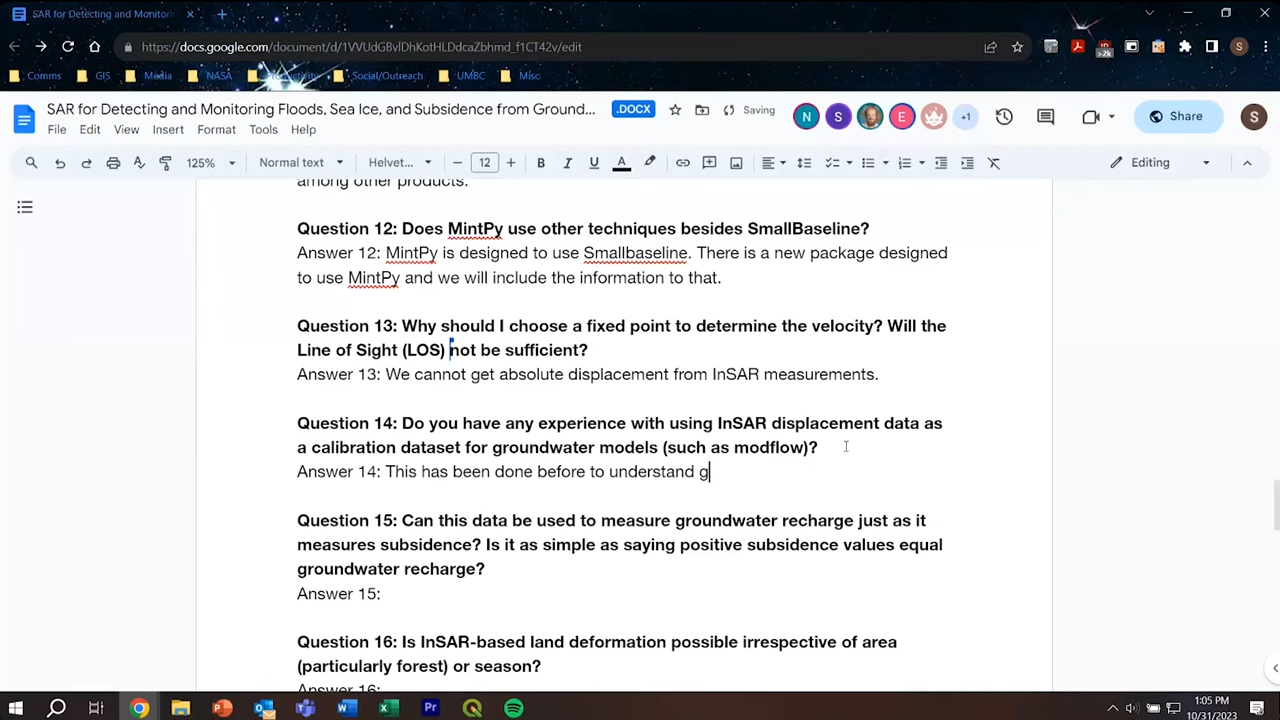 SAR for Detecting and Monitori
https://docs.google.com/document/d/1VVUdGBvlDhKotHLDdcaZbhmd_f1CT42v/edit
>2k
S
Comms
GIS
Media
NASA
Social/Outreach
UMBC
Misc
SAR for Detecting and Monitoring Floods, Sea Ice, and Subsidence from Ground...
.DOCX
Saving
N
S
E
+1
Share
S
File Edit View Insert Format Tools Help
125%
Normal text
Helvet...
12
Editing
among other products.
Question 12: Does MintPy use other techniques besides SmallBaseline?
Answer 12: MintPy is designed to use Smallbaseline. There is a new package designed
to use MintPy and we will include the information to that.
Question 13: Why should I choose a fixed point to determine the velocity? Will the
Line of Sight (LOS) not be sufficient?
Answer 13: We cannot get absolute displacement from InSAR measurements.
Question 14: Do you have any experience with using InSAR displacement data as
a calibration dataset for groundwater models (such as modflow)?
Answer 14: This has been done before to understand g
Question 15: Can this data be used to measure groundwater recharge just as it
measures subsidence? Is it as simple as saying positive subsidence values equal
groundwater recharge?
Answer 15:
Question 16: Is InSAR-based land deformation possible irrespective of area
(particularly forest) or season?
Answer 16:
1:05 PM
10/31/2023